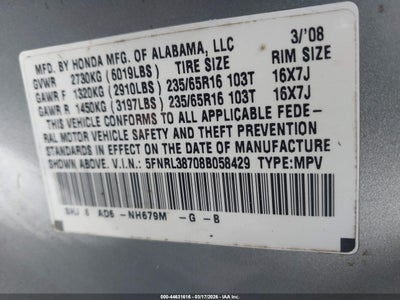 MFD. BY HONDA MFG. OF ALABAMA, LLC 3/'08
GVWR 2730KG (6019LBS) TIRE SIZE RIM SIZE
GAWR F 1320KG (2910LBS) 235/65R16 103T 16X7J
GAWR R 1450KG (3197LBS) 235/65R16 103T 16X7J
THIS VEHICLE CONFORMS TO ALL APPLICABLE FEDE-
RAL MOTOR VEHICLE SAFETY AND THEFT PREVENTION
STANDARDS IN EFFECT ON THE DATE OF MANUFACTURE
SHOWN ABOVE. V.I.N.: 5FNRL38708B058429 TYPE:MPV
SHJ 8 AD6 -NH679M -G -B
000-44631616 - 03/17/2026 - IAA Inc.